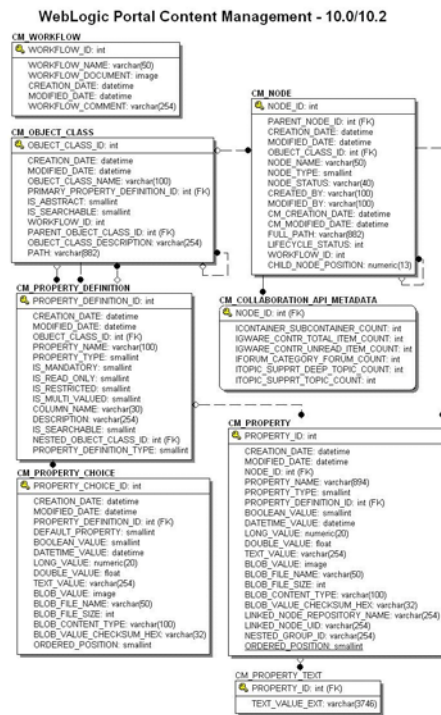 WebLogic Portal Content Management - 10.0/10.2
CM_WORKFLOW
WORKFLOW_ID: int
WORKFLOW_NAME: varchar(50)
WORKFLOW_DOCUMENT: image
CREATION_DATE: datetime
MODIFIED_DATE: datetime
WORKFLOW_COMMENT: varchar(254)
CM_OBJECT_CLASS
OBJECT_CLASS_ID: int
CREATION_DATE: datetime
MODIFIED_DATE: datetime
OBJECT_CLASS_NAME: varchar(100)
PRIMARY_PROPERTY_DEFINITION_ID: int (FK)
IS_ABSTRACT: smallint
IS_SEARCHABLE: smallint
WORKFLOW_ID: int
PARENT_OBJECT_CLASS_ID: int (FK)
OBJECT_CLASS_DESCRIPTION: varchar(254)
PATH: varchar(882)
CM_NODE
NODE_ID: int
PARENT_NODE_ID: int (FK)
CREATION_DATE: datetime
MODIFIED_DATE: datetime
OBJECT_CLASS_ID: int (FK)
NODE_NAME: varchar(50)
NODE_TYPE: smallint
NODE_STATUS: varchar(40)
CREATED_BY: varchar(100)
MODIFIED_BY: varchar(100)
CM_CREATION_DATE: datetime
CM_MODIFIED_DATE: datetime
FULL_PATH: varchar(882)
LIFECYCLE_STATUS: int
WORKFLOW_ID: int
CHILD_NODE_POSITION: numeric(13)
CM_PROPERTY_DEFINITION
PROPERTY_DEFINITION_ID: int
CREATION_DATE: datetime
MODIFIED_DATE: datetime
OBJECT_CLASS_ID: int (FK)
PROPERTY_NAME: varchar(100)
PROPERTY_TYPE: smallint
IS_MANDATORY: smallint
IS_READ_ONLY: smallint
IS_RESTRICTED: smallint
IS_MULTI_VALUED: smallint
COLUMN_NAME: varchar(30)
DESCRIPTION: varchar(254)
IS_SEARCHABLE: smallint
NESTED_OBJECT_CLASS_ID: int (FK)
PROPERTY_DEFINITION_TYPE: smallint
CM_COLLABORATION_API_METADATA
NODE_ID: int (FK)
ICONTAINER_SUBCONTAINER_COUNT: int
IGWARE_CONTR_TOTAL_ITEM_COUNT: int
IGWARE_CONTR_UNREAD_ITEM_COUNT: int
IFORUM_CATEGORY_FORUM_COUNT: int
ITOPIC_SUPPRT_DEEP_TOPIC_COUNT: int
ITOPIC_SUPPRT_TOPIC_COUNT: int
CM_PROPERTY_CHOICE
PROPERTY_CHOICE_ID: int
CREATION_DATE: datetime
MODIFIED_DATE: datetime
PROPERTY_DEFINITION_ID: int (FK)
DEFAULT_PROPERTY: smallint
BOOLEAN_VALUE: smallint
DATETIME_VALUE: datetime
LONG_VALUE: numeric(20)
DOUBLE_VALUE: float
TEXT_VALUE: varchar(254)
BLOB_VALUE: image
BLOB_FILE_NAME: varchar(50)
BLOB_FILE_SIZE: int
BLOB_CONTENT_TYPE: varchar(100)
BLOB_VALUE_CHECKSUM_HEX: varchar(32)
ORDERED_POSITION: smallint
CM_PROPERTY
PROPERTY_ID: int
CREATION_DATE: datetime
MODIFIED_DATE: datetime
NODE_ID: int (FK)
PROPERTY_NAME: varchar(894)
PROPERTY_TYPE: smallint
PROPERTY_DEFINITION_ID: int (FK)
BOOLEAN_VALUE: smallint
DATETIME_VALUE: datetime
LONG_VALUE: numeric(20)
DOUBLE_VALUE: float
TEXT_VALUE: varchar(254)
BLOB_VALUE: image
BLOB_FILE_NAME: varchar(50)
BLOB_FILE_SIZE: int
BLOB_CONTENT_TYPE: varchar(100)
BLOB_VALUE_CHECKSUM_HEX: varchar(32)
LINKED_NODE_REPOSITORY_NAME: varchar(254)
LINKED_NODE_UID: varchar(254)
NESTED_GROUP_ID: varchar(254)
ORDERED_POSITION: smallint
CM_PROPERTY_TEXT
PROPERTY_ID: int (FK)
TEXT_VALUE_EXT: varchar(3746)